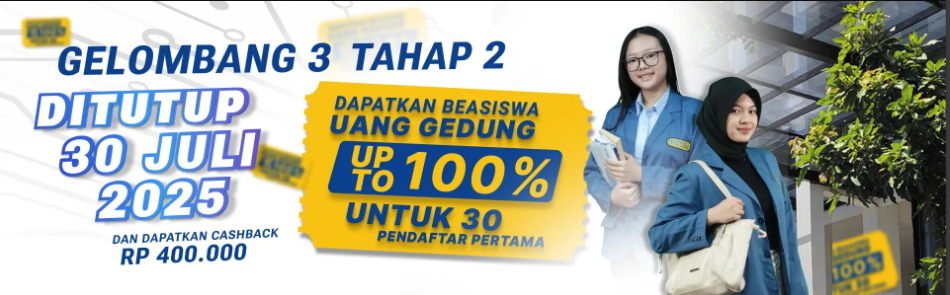 GELOMBANG 3 TAHAP 2
DITUTUP
30 JULI
2025
DAN DAPATKAN CASHBACK
RP 400.000
DAPATKAN BEASISWA
UANG GEDUNG
UP
TO
100%
UNTUK 30
PENDAFTAR PERTAMA
100%